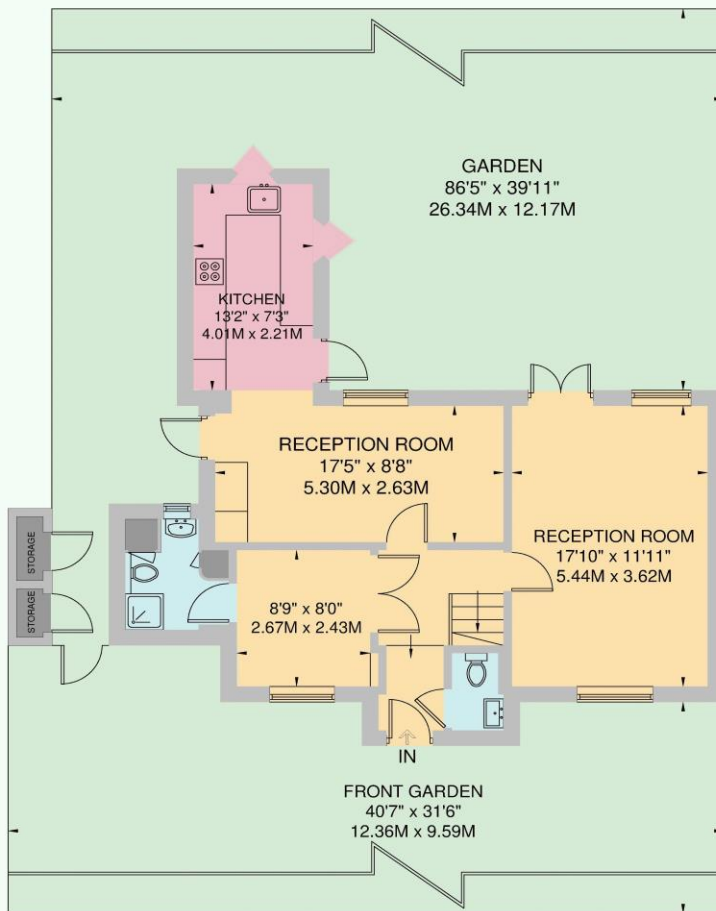 GARDEN
86'5" x 39'11"
26.34M x 12.17M
KITCHEN
13'2" x 7'3"
4.01M x 2.21M
RECEPTION ROOM
17'5" x 8'8"
5.30M x 2.63M
RECEPTION ROOM
17'10" x 11'11"
5.44M x 3.62M
STORAGE
STORAGE
8'9" x 8'0"
2.67M x 2.43M
IN
FRONT GARDEN
40'7" x 31'6"
12.36M x 9.59M